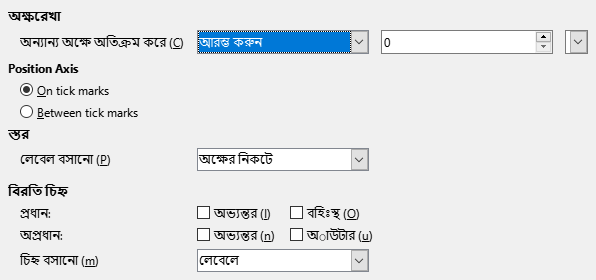 অক্ষরেখা
অন্যান্য অক্ষে অতিক্রম করে (C) আরম্ভ করুন 0
Position Axis
On tick marks
Between tick marks
স্তর
লেবেল বসানো (P) অক্ষের নিকটে
বিরতি চিহ্ন
প্রধান: অভ্যন্তর (I) বহিঃস্থ (O)
অপ্রধান: অভ্যন্তর (n) অাউটার (u)
চিহ্ন বসানো (m) লেবেলে